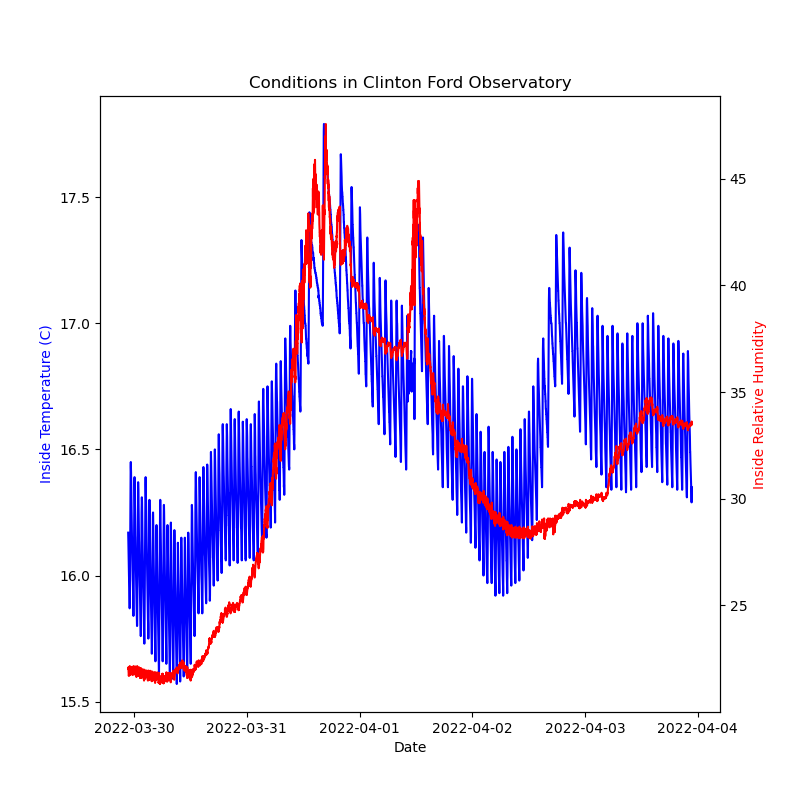 Conditions in Clinton Ford Observatory
Inside Temperature (C)
17.5
17.0
16.5
16.0
15.5
45
40
35
30
25
Inside Relative Humidity
2022-03-30 2022-03-31 2022-04-01 2022-04-02 2022-04-03 2022-04-04
Date